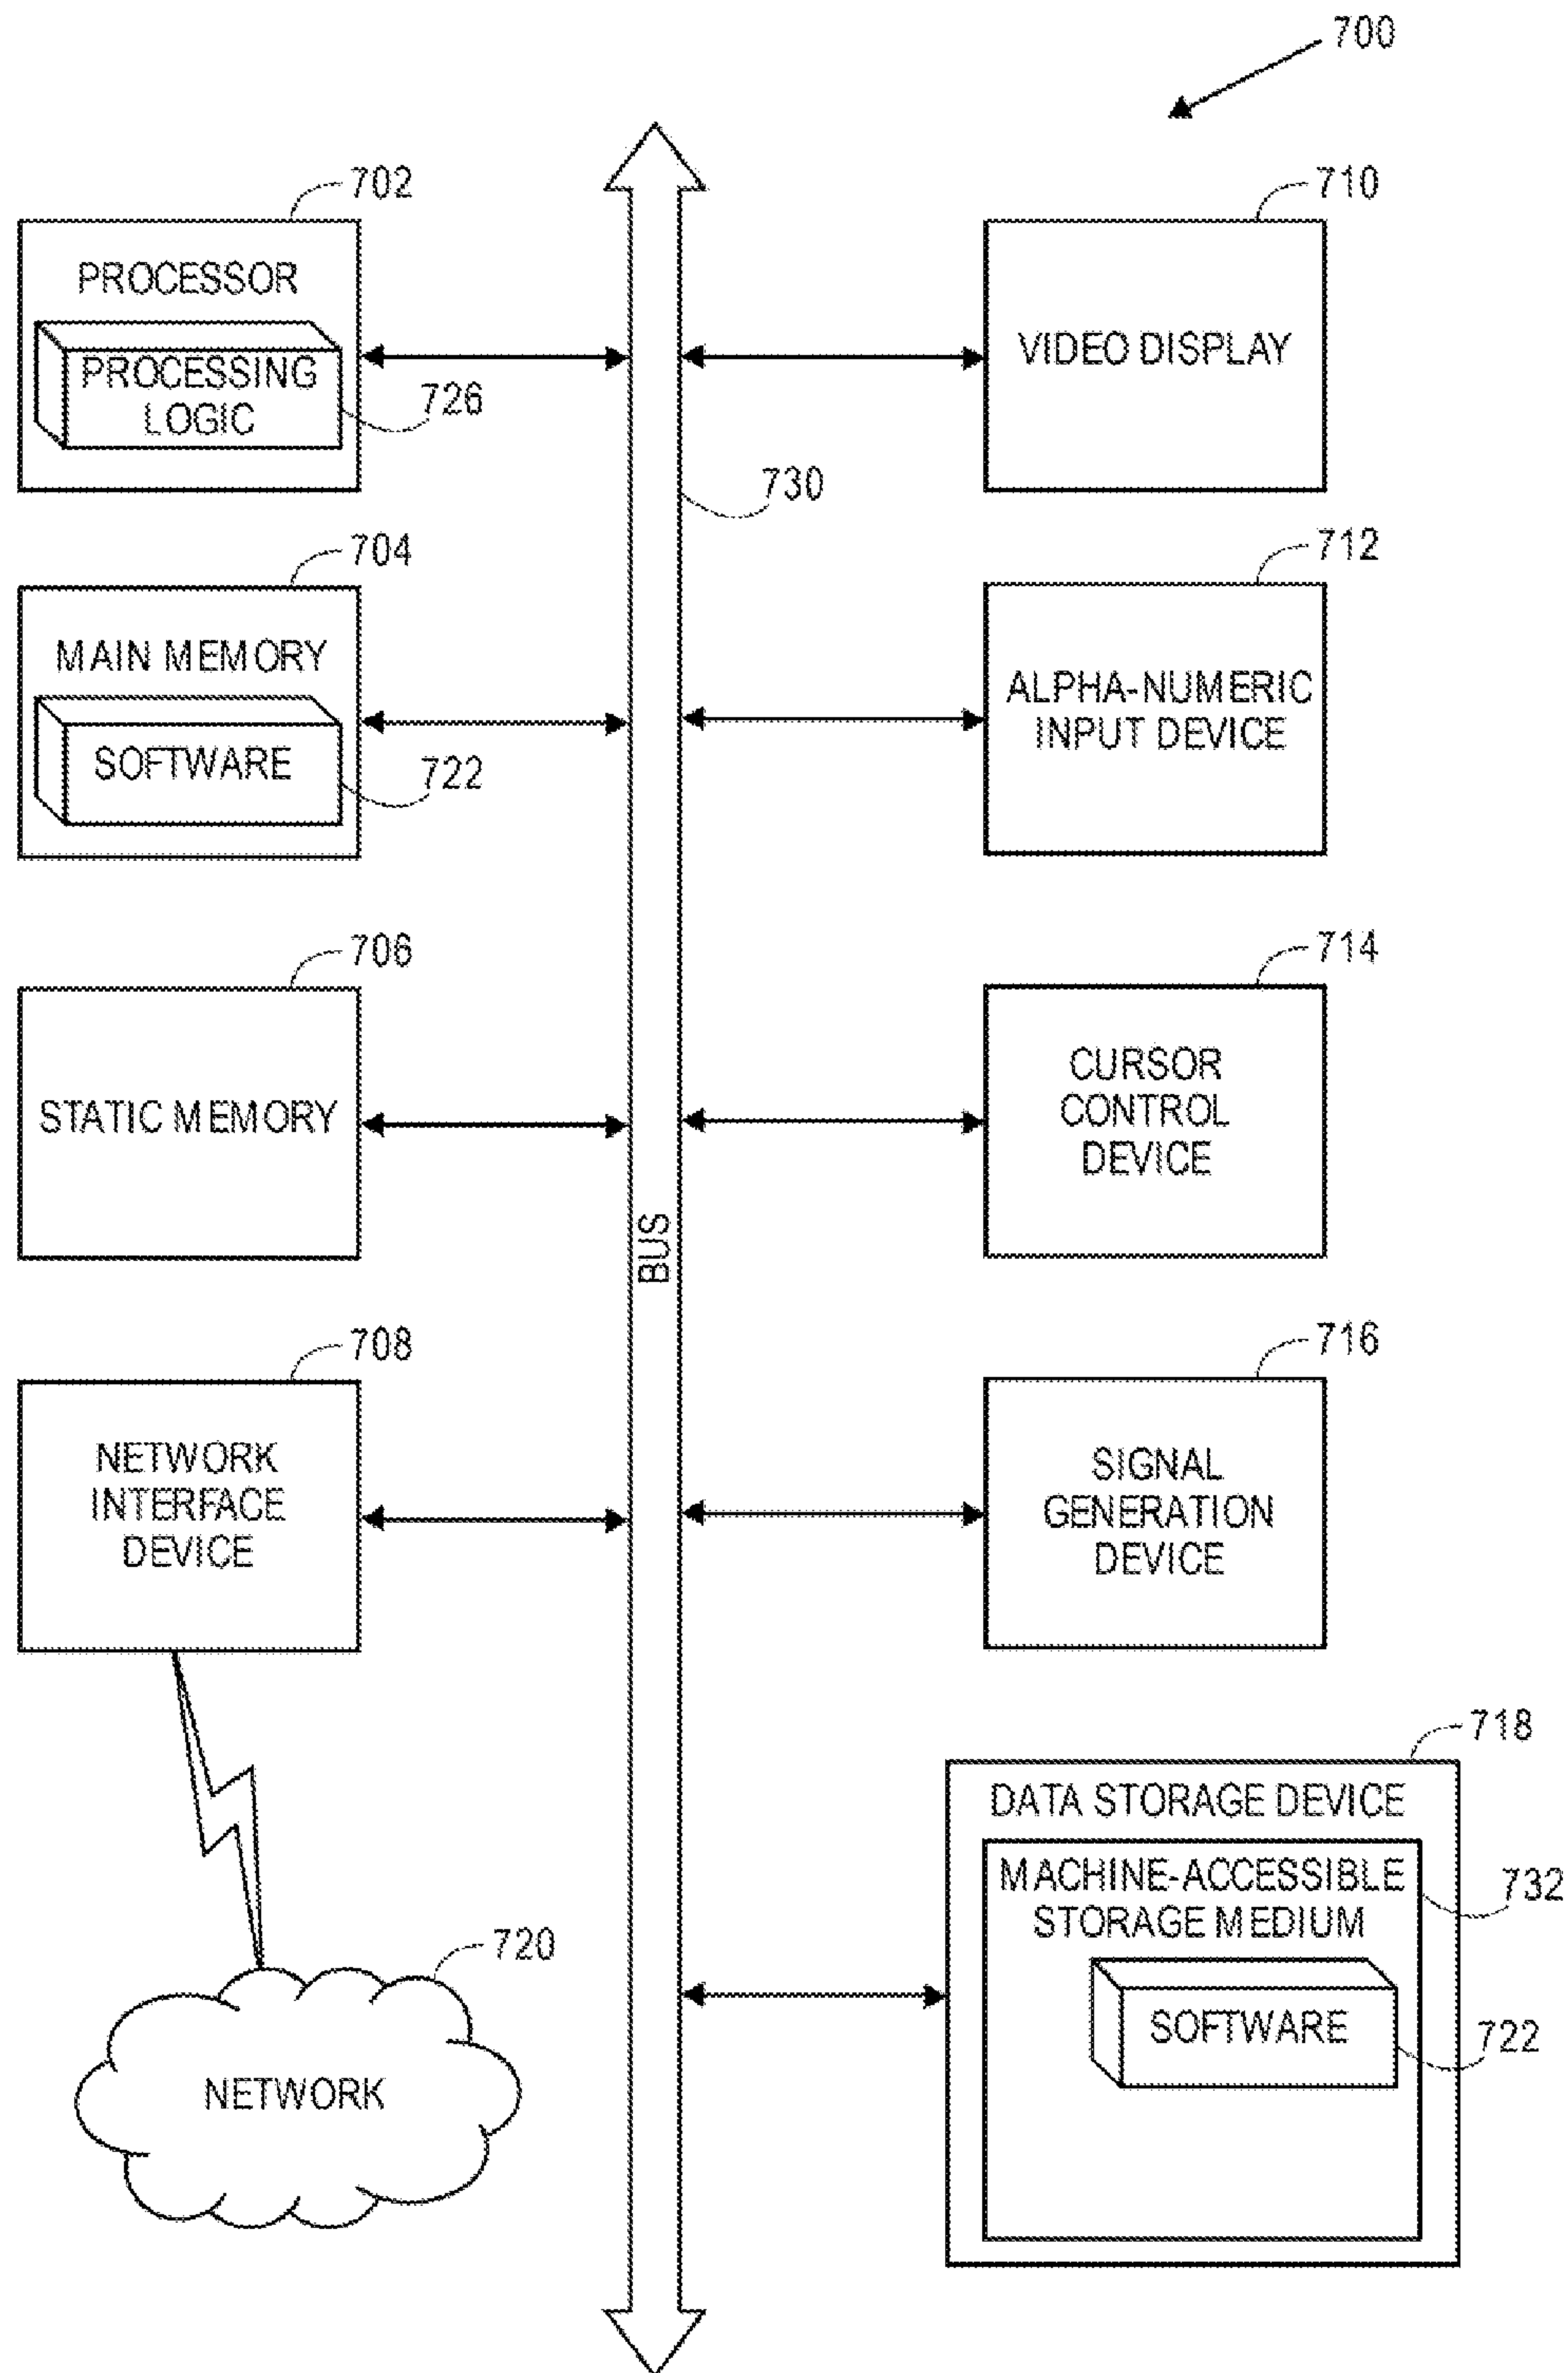 700
702
PROCESSOR
PROCESSING
LOGIC
726
710
VIDEO DISPLAY
730
704
MAIN MEMORY
SOFTWARE
722
712
ALPHA-NUMERIC
INPUT DEVICE
706
STATIC MEMORY
714
CURSOR
CONTROL
DEVICE
BUS
708
NETWORK
INTERFACE
DEVICE
716
SIGNAL
GENERATION
DEVICE
718
DATA STORAGE DEVICE
MACHINE-ACCESSIBLE
STORAGE MEDIUM
732
SOFTWARE
722
720
NETWORK